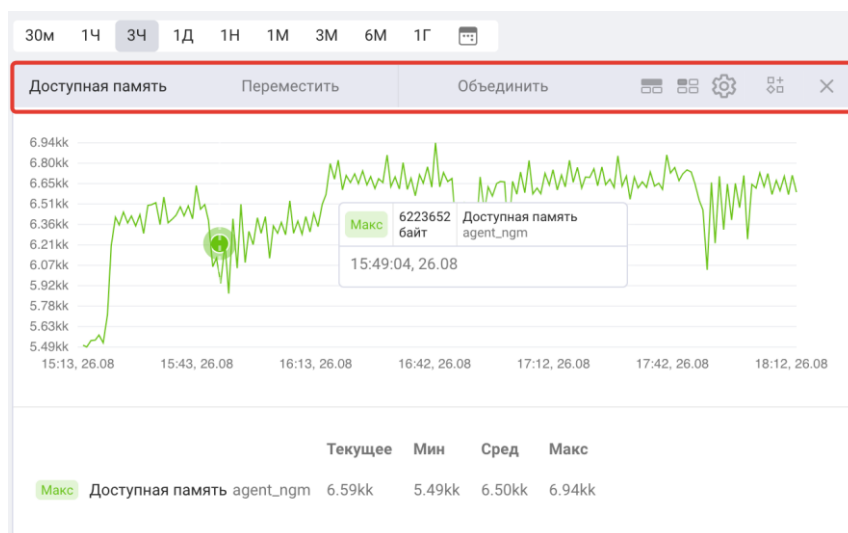 30м 1Ч 3Ч 1Д 1Н 1М 3М 6М 1Г
Доступная память Переместить Объединить
6.94kk
6.80kk
6.65kk
6.51kk
6.36kk
6.21kk
6.07kk
5.92kk
5.78kk
5.63kk
5.49kk
Макс 6223652 байт Доступная память agent_ngm
15:49:04, 26.08
15:13, 26.08 15:43, 26.08 16:13, 26.08 16:42, 26.08 17:12, 26.08 17:42, 26.08 18:12, 26.08
Текущее Мин Сред Макс
Макс Доступная память agent_ngm 6.59kk 5.49kk 6.50kk 6.94kk